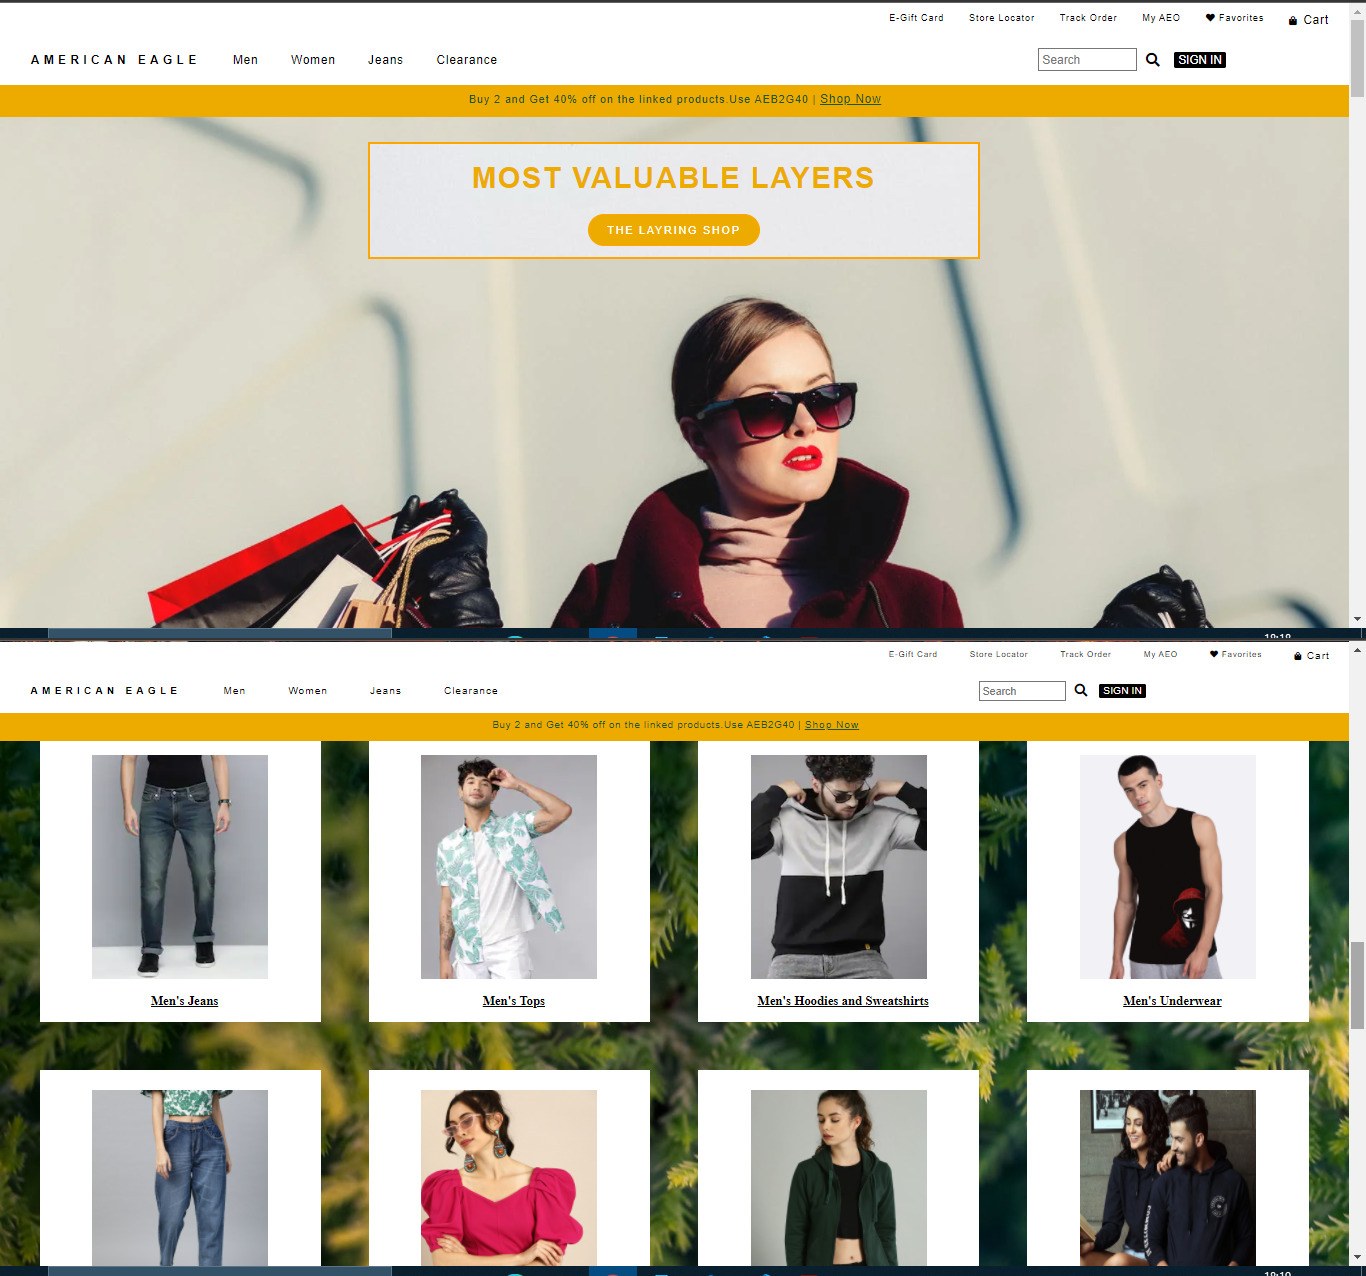 E-Gift Card Store Locator Track Order My AEO Favorites Cart
AMERICAN EAGLE Men Women Jeans Clearance Search SIGN IN
Buy 2 and Get 40% off on the linked products.Use AEB2G40 | Shop Now
MOST VALUABLE LAYERS
THE LAYRING SHOP
E-Gift Card Store Locator Track Order My AEO Favorites Cart
AMERICAN EAGLE Men Women Jeans Clearance Search SIGN IN
Buy 2 and Get 40% off on the linked products.Use AEB2G40 | Shop Now
Men's Jeans Men's Tops Men's Hoodies and Sweatshirts Men's Underwear